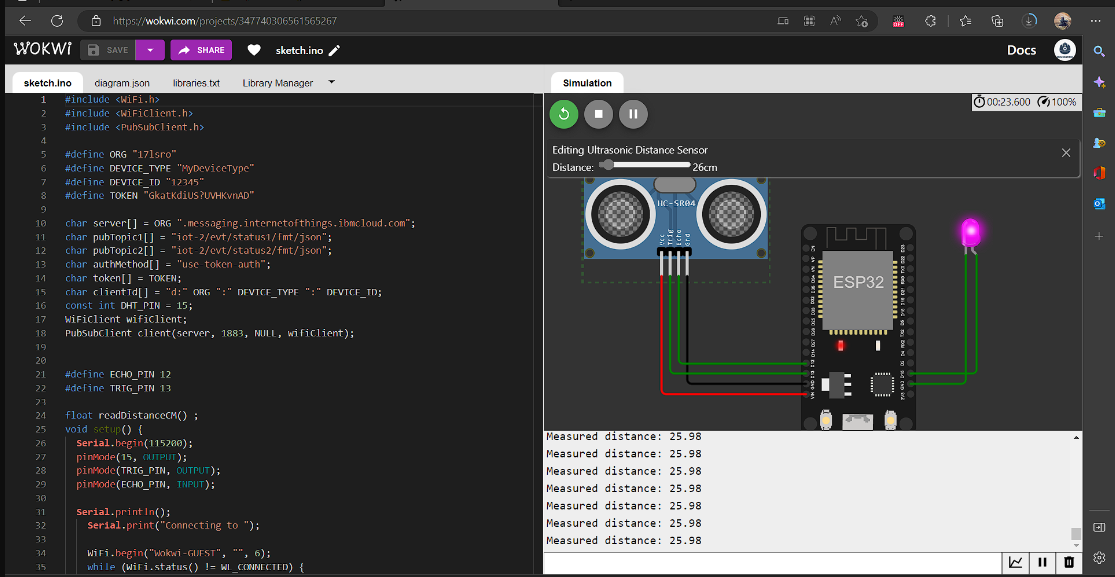 https://wokwi.com/projects/347740306561565267
WOKWI
SAVE
SHARE
sketch.ino
Docs
sketch.ino
diagram.json
libraries.txt
Library Manager
Simulation
1 #include <WiFi.h>
2 #include <WiFiClient.h>
3 #include <PubSubClient.h>
4
5 #define ORG "i7lsro"
6 #define DEVICE_TYPE "MyDeviceType"
7 #define DEVICE_ID "12345"
8 #define TOKEN "GkatKdiUS?UVHKvnAD"
9
10 char server[] = ORG ".messaging.internetofthings.ibmcloud.com";
11 char pubTopic1[] = "iot-2/evt/status1/fmt/json";
12 char pubTopic2[] = "iot-2/evt/status2/fmt/json";
13 char authMethod[] = "use-token-auth";
14 char token[] = TOKEN;
15 char clientId[] = "d:" ORG ":" DEVICE_TYPE ":" DEVICE_ID;
16 const int DHT_PIN = 15;
17 WiFiClient wifiClient;
18 PubSubClient client(server, 1883, NULL, wifiClient);
19
20
21 #define ECHO_PIN 12
22 #define TRIG_PIN 13
23
24 float readDistanceCM() ;
25 void setup() {
26 Serial.begin(115200);
27 pinMode(15, OUTPUT);
28 pinMode(TRIG_PIN, OUTPUT);
29 pinMode(ECHO_PIN, INPUT);
30
31 Serial.println();
32 Serial.print("Connecting to ");
33
34 WiFi.begin("Wokwi-GUEST", "", 6);
35 while (WiFi.status() != WL_CONNECTED) {
00:23.600
100%
Editing Ultrasonic Distance Sensor
Distance:
26cm
HC-SR04
Vcc
Trig
Echo
Gnd
ESP32
Measured distance: 25.98
Measured distance: 25.98
Measured distance: 25.98
Measured distance: 25.98
Measured distance: 25.98
Measured distance: 25.98
Measured distance: 25.98